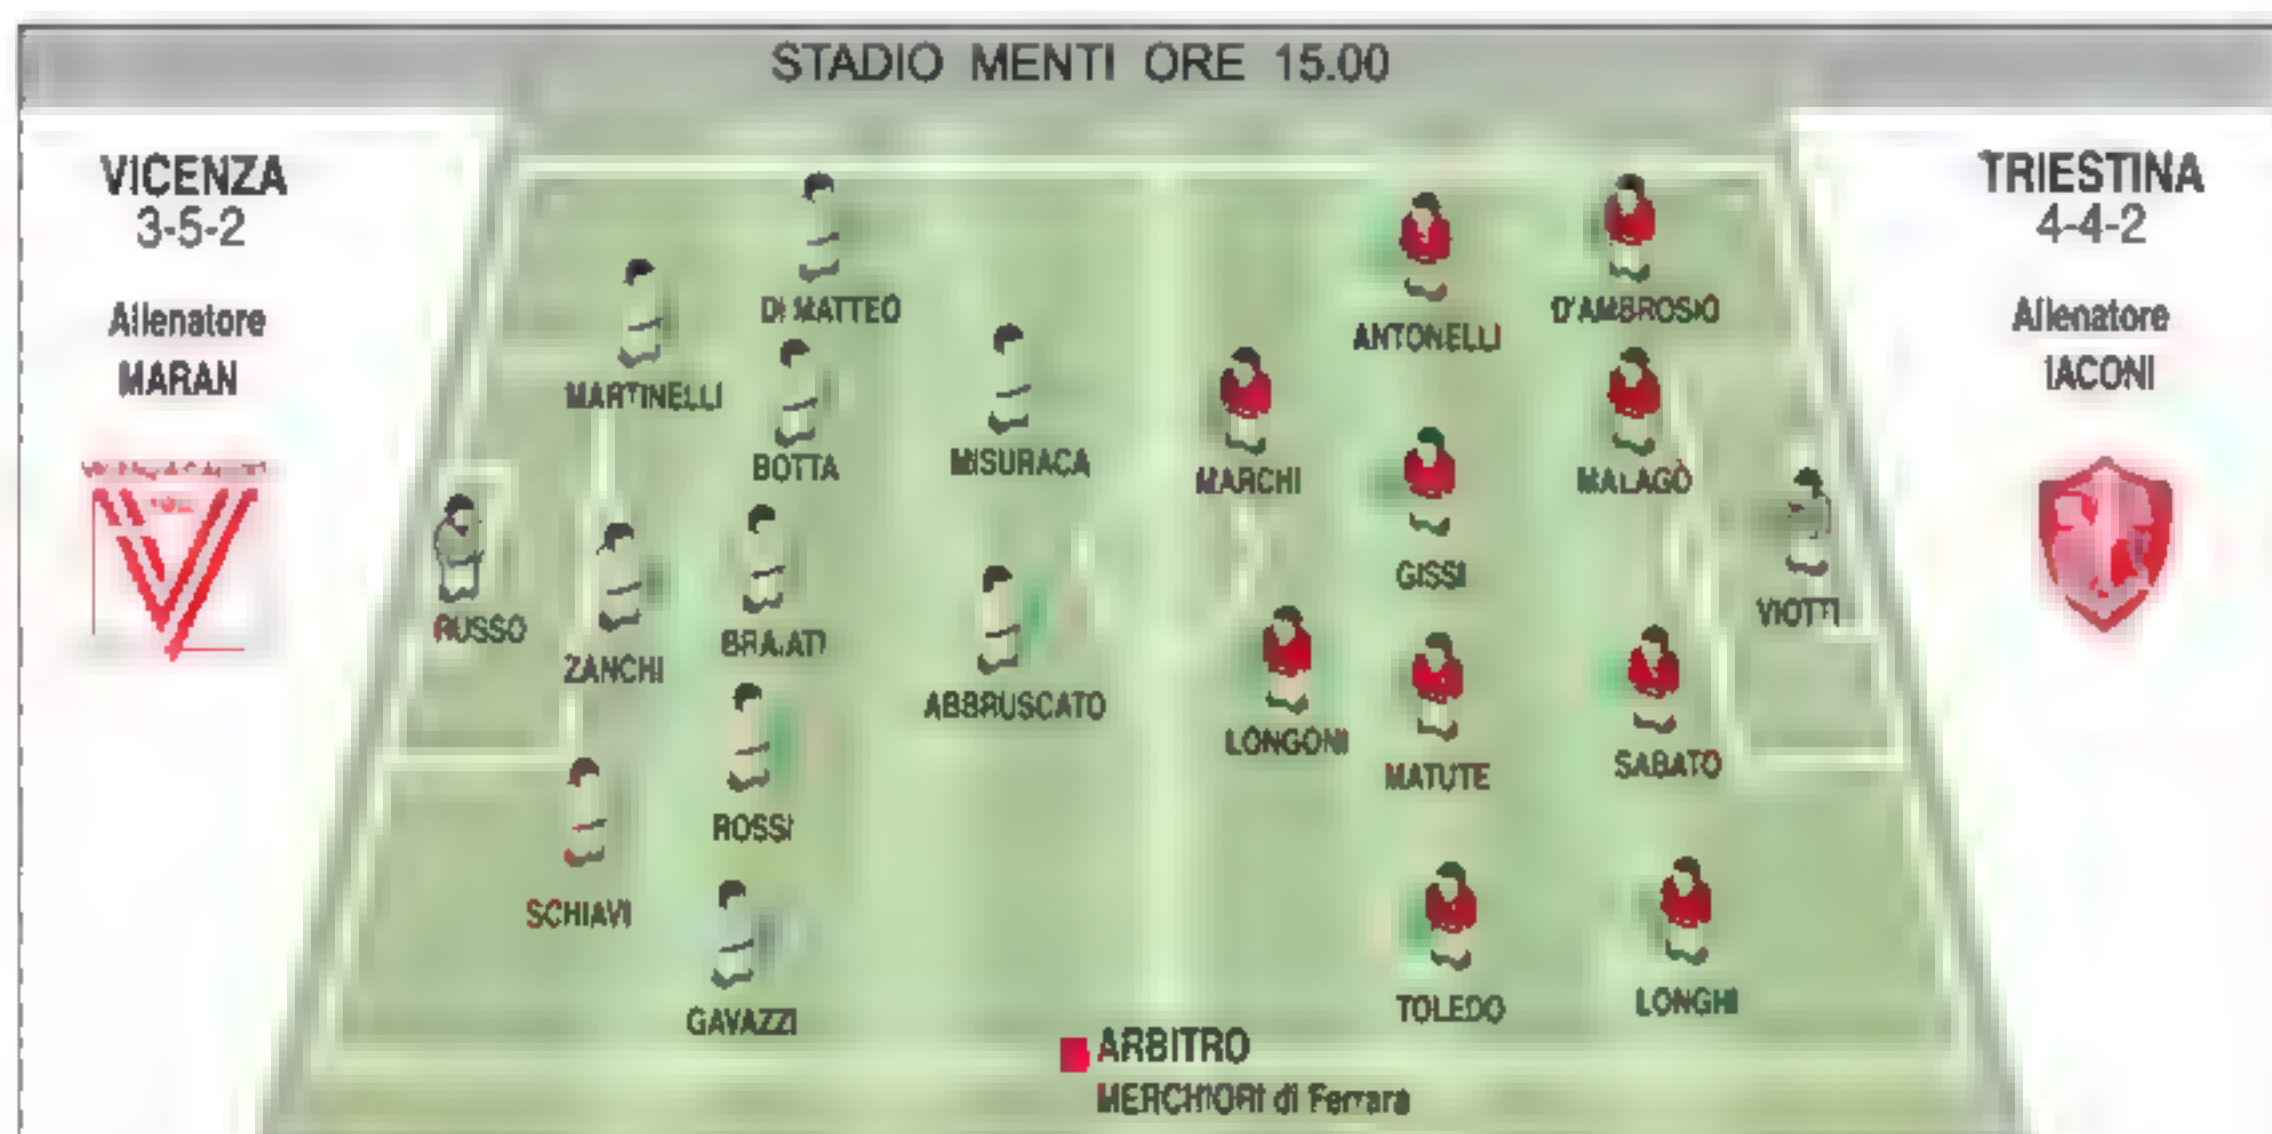 STADIO MENTI ORE 15.00
VICENZA
3-5-2
Allenatore
MARAN
TRIESTINA
4-4-2
Allenatore
IACONI
DI MATTEO
MARTINELLI
BOTTA
MISURACA
RUSSO
ZANCHI
BRAIATI
ABBRUSCATO
ROSSI
SCHIAVI
GAVAZZI
ANTONELLI
D'AMBROSIO
MARCHI
MALAGÒ
GISSI
VIOTTI
LONGONI
MATUTE
SABATO
TOLEDO
LONGHI
ARBITRO
MERCHIORI di Ferrara